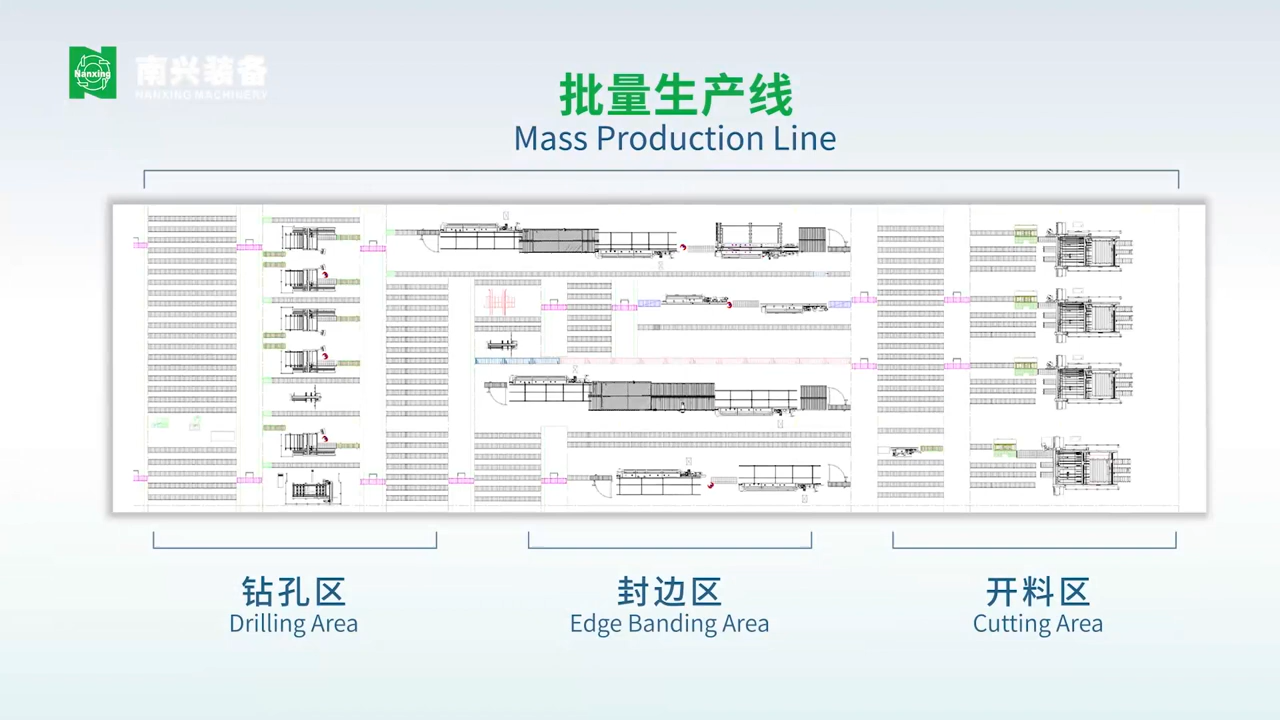 Nanxing
南兴装备
NANXING MACHINERY
批量生产线
Mass Production Line
钻孔区
Drilling Area
封边区
Edge Banding Area
开料区
Cutting Area